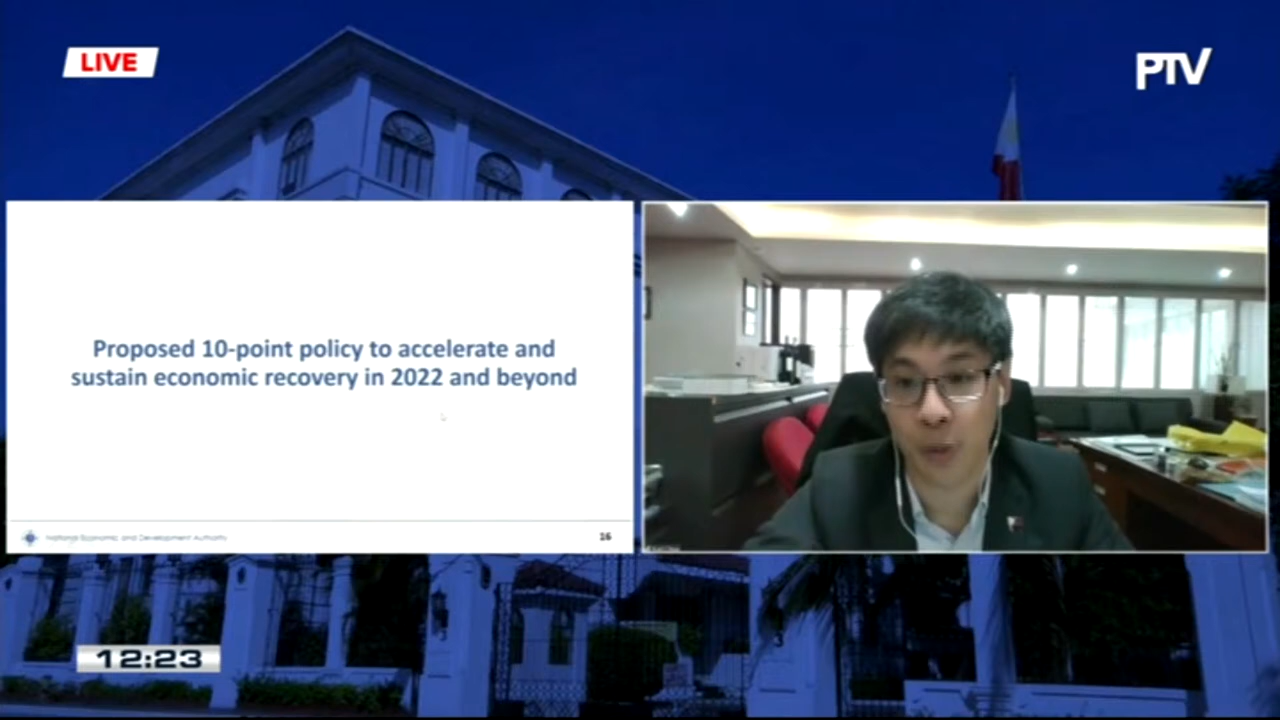 LIVE
PTV
Proposed 10-point policy to accelerate and
sustain economic recovery in 2022 and beyond
National Economic and Development Authority
16
12:23